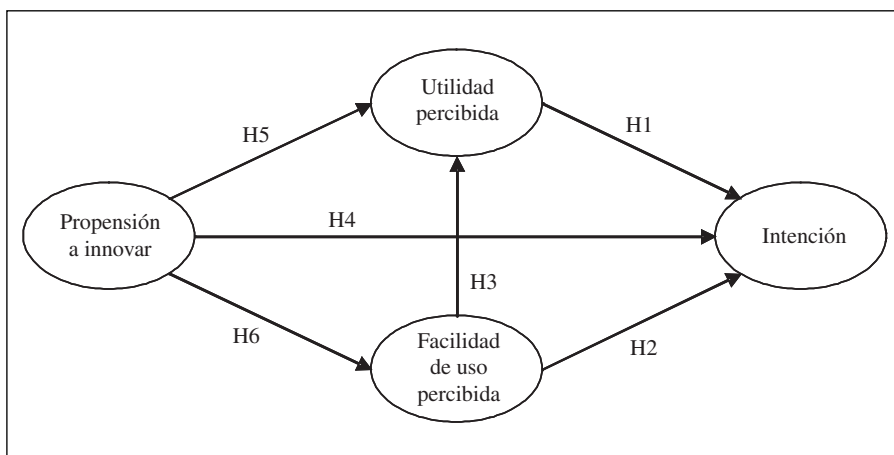 Utilidad
percibida
H5
H1
Propensión
a innovar
H4
Intención
H3
H6
H2
Facilidad
de uso
percibida